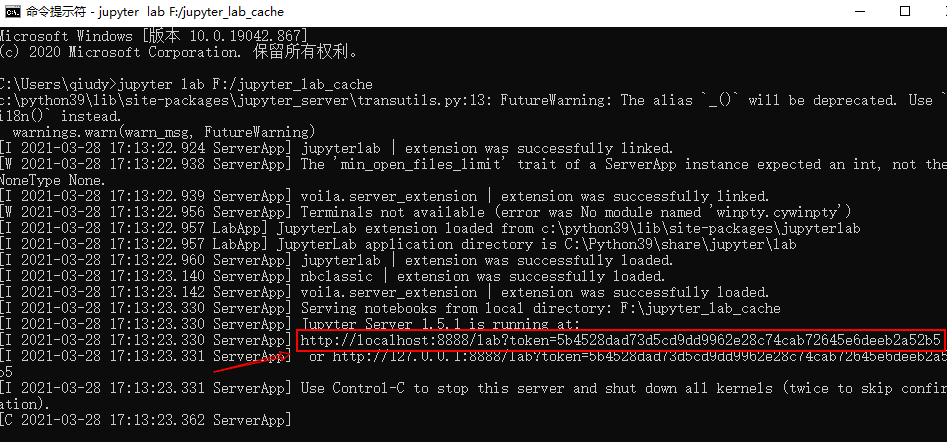 命令提示符 - jupyter lab F:/jupyter_lab_cache
Microsoft Windows [版本 10.0.19042.867]
(c) 2020 Microsoft Corporation. 保留所有权利。
C:\Users\qiudy>jupyter lab F:/jupyter_lab_cache
c:\python39\lib\site-packages\jupyter_server\transutils.py:13: FutureWarning: The alias `_()` will be deprecated. Use `
i18n()` instead.
warnings.warn(warn_msg, FutureWarning)
[I 2021-03-28 17:13:22.924 ServerApp] jupyterlab | extension was successfully linked.
[W 2021-03-28 17:13:22.938 ServerApp] The 'min_open_files_limit' trait of a ServerApp instance expected an int, not the
NoneType None.
[I 2021-03-28 17:13:22.939 ServerApp] voila.server_extension | extension was successfully linked.
[W 2021-03-28 17:13:22.956 ServerApp] Terminals not available (error was No module named 'winpty.cywinpty')
[I 2021-03-28 17:13:22.957 LabApp] JupyterLab extension loaded from c:\python39\lib\site-packages\jupyterlab
[I 2021-03-28 17:13:22.957 LabApp] JupyterLab application directory is C:\Python39\share\jupyter\lab
[I 2021-03-28 17:13:22.960 ServerApp] jupyterlab | extension was successfully loaded.
[I 2021-03-28 17:13:23.140 ServerApp] nbclassic | extension was successfully loaded.
[I 2021-03-28 17:13:23.142 ServerApp] voila.server_extension | extension was successfully loaded.
[I 2021-03-28 17:13:23.330 ServerApp] Serving notebooks from local directory: F:\jupyter_lab_cache
[I 2021-03-28 17:13:23.330 ServerApp] Jupyter Server 1.5.1 is running at:
[I 2021-03-28 17:13:23.330 ServerApp] http://localhost:8888/lab?token=5b4528dad73d5cd9dd9962e28c74cab72645e6deeb2a52b5
[I 2021-03-28 17:13:23.331 ServerApp]  or http://127.0.0.1:8888/lab?token=5b4528dad73d5cd9dd9962e28c74cab72645e6deeb2a5
b5
[I 2021-03-28 17:13:23.331 ServerApp] Use Control-C to stop this server and shut down all kernels (twice to skip confir
ation).
[C 2021-03-28 17:13:23.362 ServerApp]